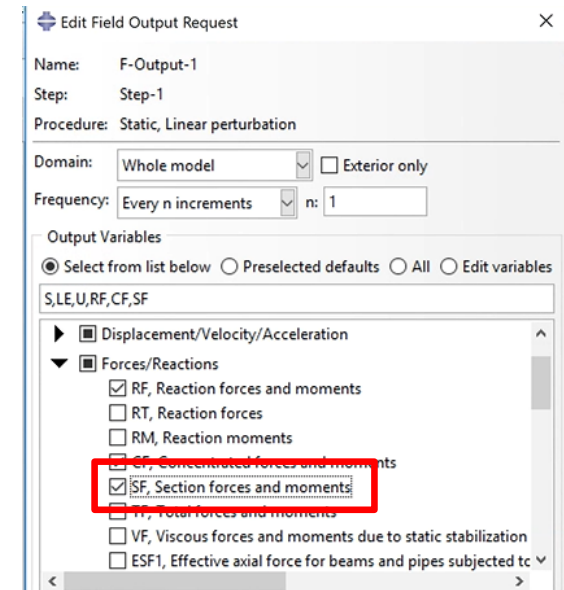 Edit Field Output Request
Name: F-Output-1
Step: Step-1
Procedure: Static, Linear perturbation
Domain: Whole model Exterior only
Frequency: Every n increments n: 1
Output Variables
Select from list below Preselected defaults All Edit variables
S,LE,U,RF,CF,SF
Displacement/Velocity/Acceleration
Forces/Reactions
RF, Reaction forces and moments
RT, Reaction forces
RM, Reaction moments
CF, Concentrated forces and moments
SF, Section forces and moments
TF, Total forces and moments
VF, Viscous forces and moments due to static stabilization
ESF1, Effective axial force for beams and pipes subjected tc